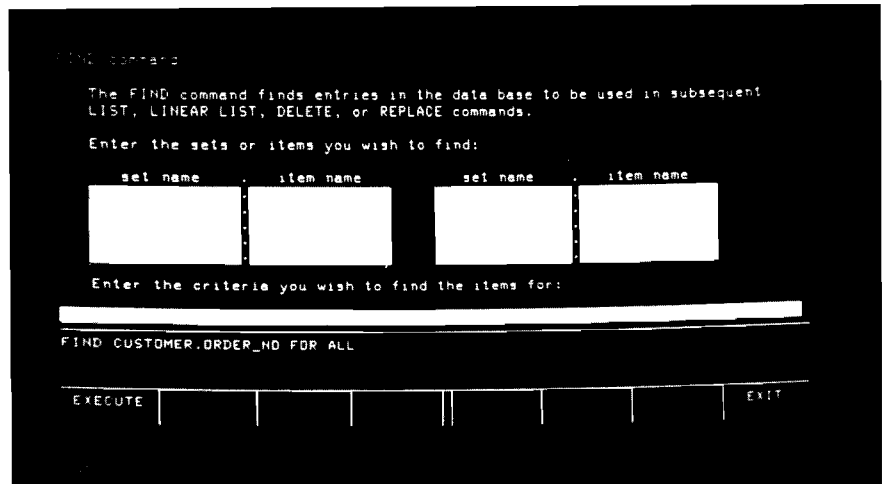 FIND command
The FIND command finds entries in the data base to be used in subsequent
LIST, LINEAR LIST, DELETE, or REPLACE commands.
Enter the sets or items you wish to find:
set name . item name set name . item name
Enter the criteria you wish to find the items for:
FIND CUSTOMER.ORDER_NO FOR ALL
EXECUTE EXIT